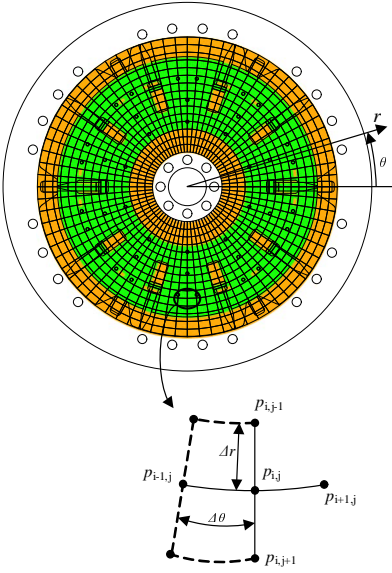 r
θ
p_{i,j-1}
Δr
p_{i-1,j}
p_{i,j}
p_{i+1,j}
Δθ
p_{i,j+1}